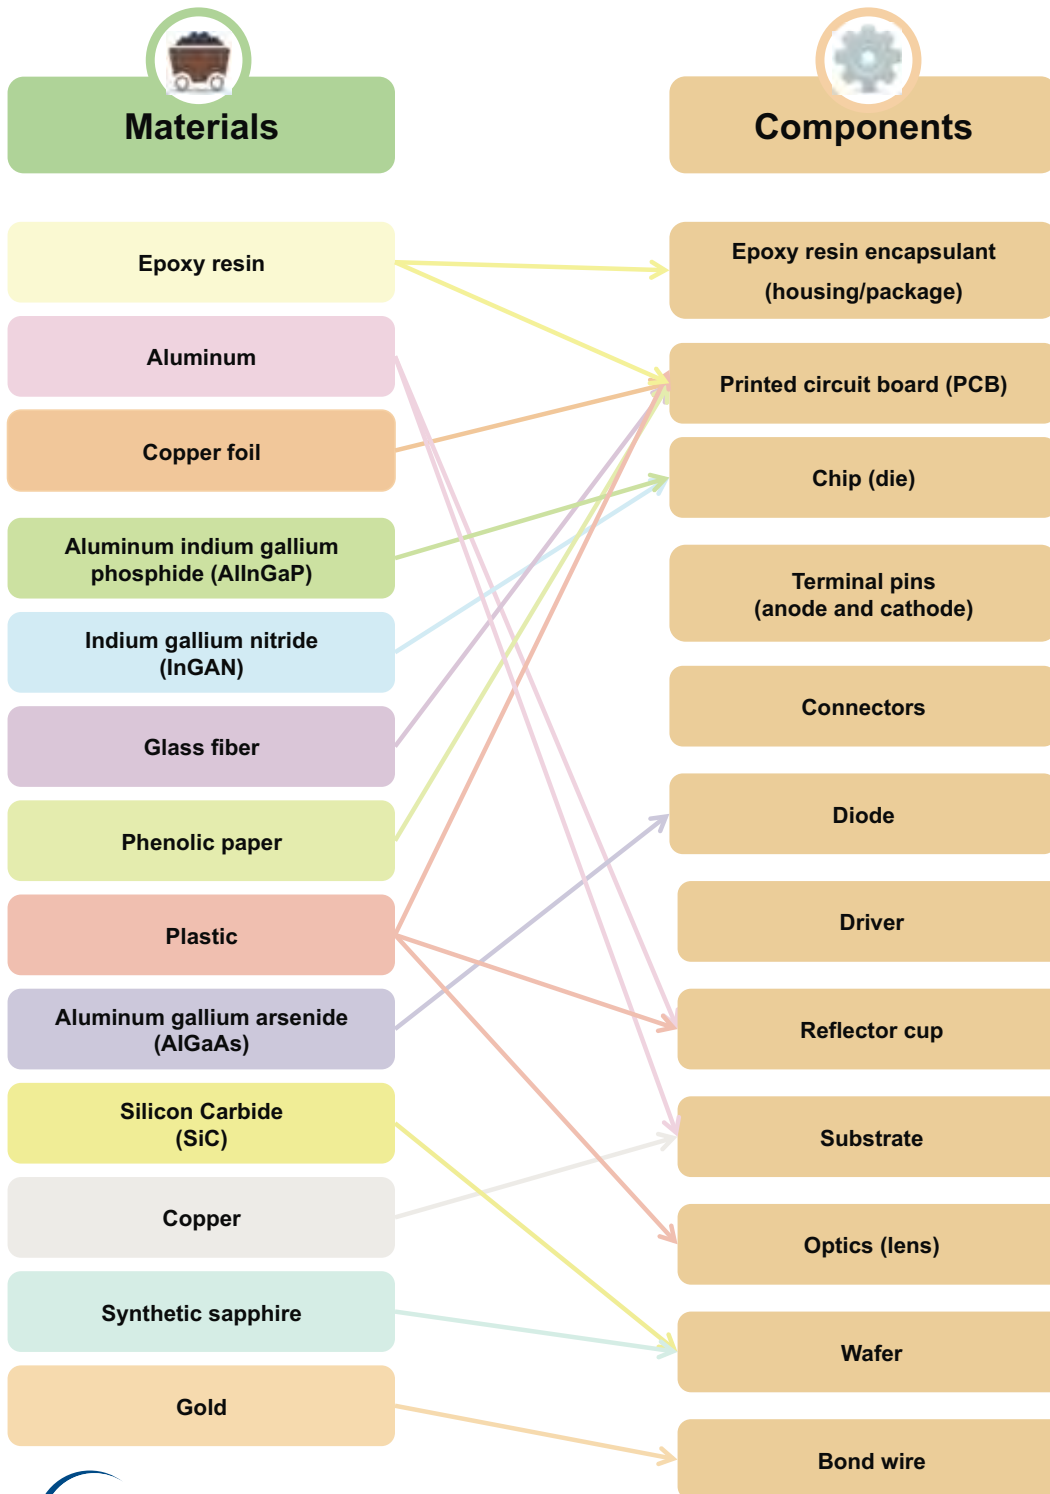 Materials
Components
Epoxy resin
Aluminum
Copper foil
Aluminum indium gallium
phosphide (AlInGaP)
Indium gallium nitride
(InGAN)
Glass fiber
Phenolic paper
Plastic
Aluminum gallium arsenide
(AlGaAs)
Silicon Carbide
(SiC)
Copper
Synthetic sapphire
Gold
Epoxy resin encapsulant
(housing/package)
Printed circuit board (PCB)
Chip (die)
Terminal pins
(anode and cathode)
Connectors
Diode
Driver
Reflector cup
Substrate
Optics (lens)
Wafer
Bond wire